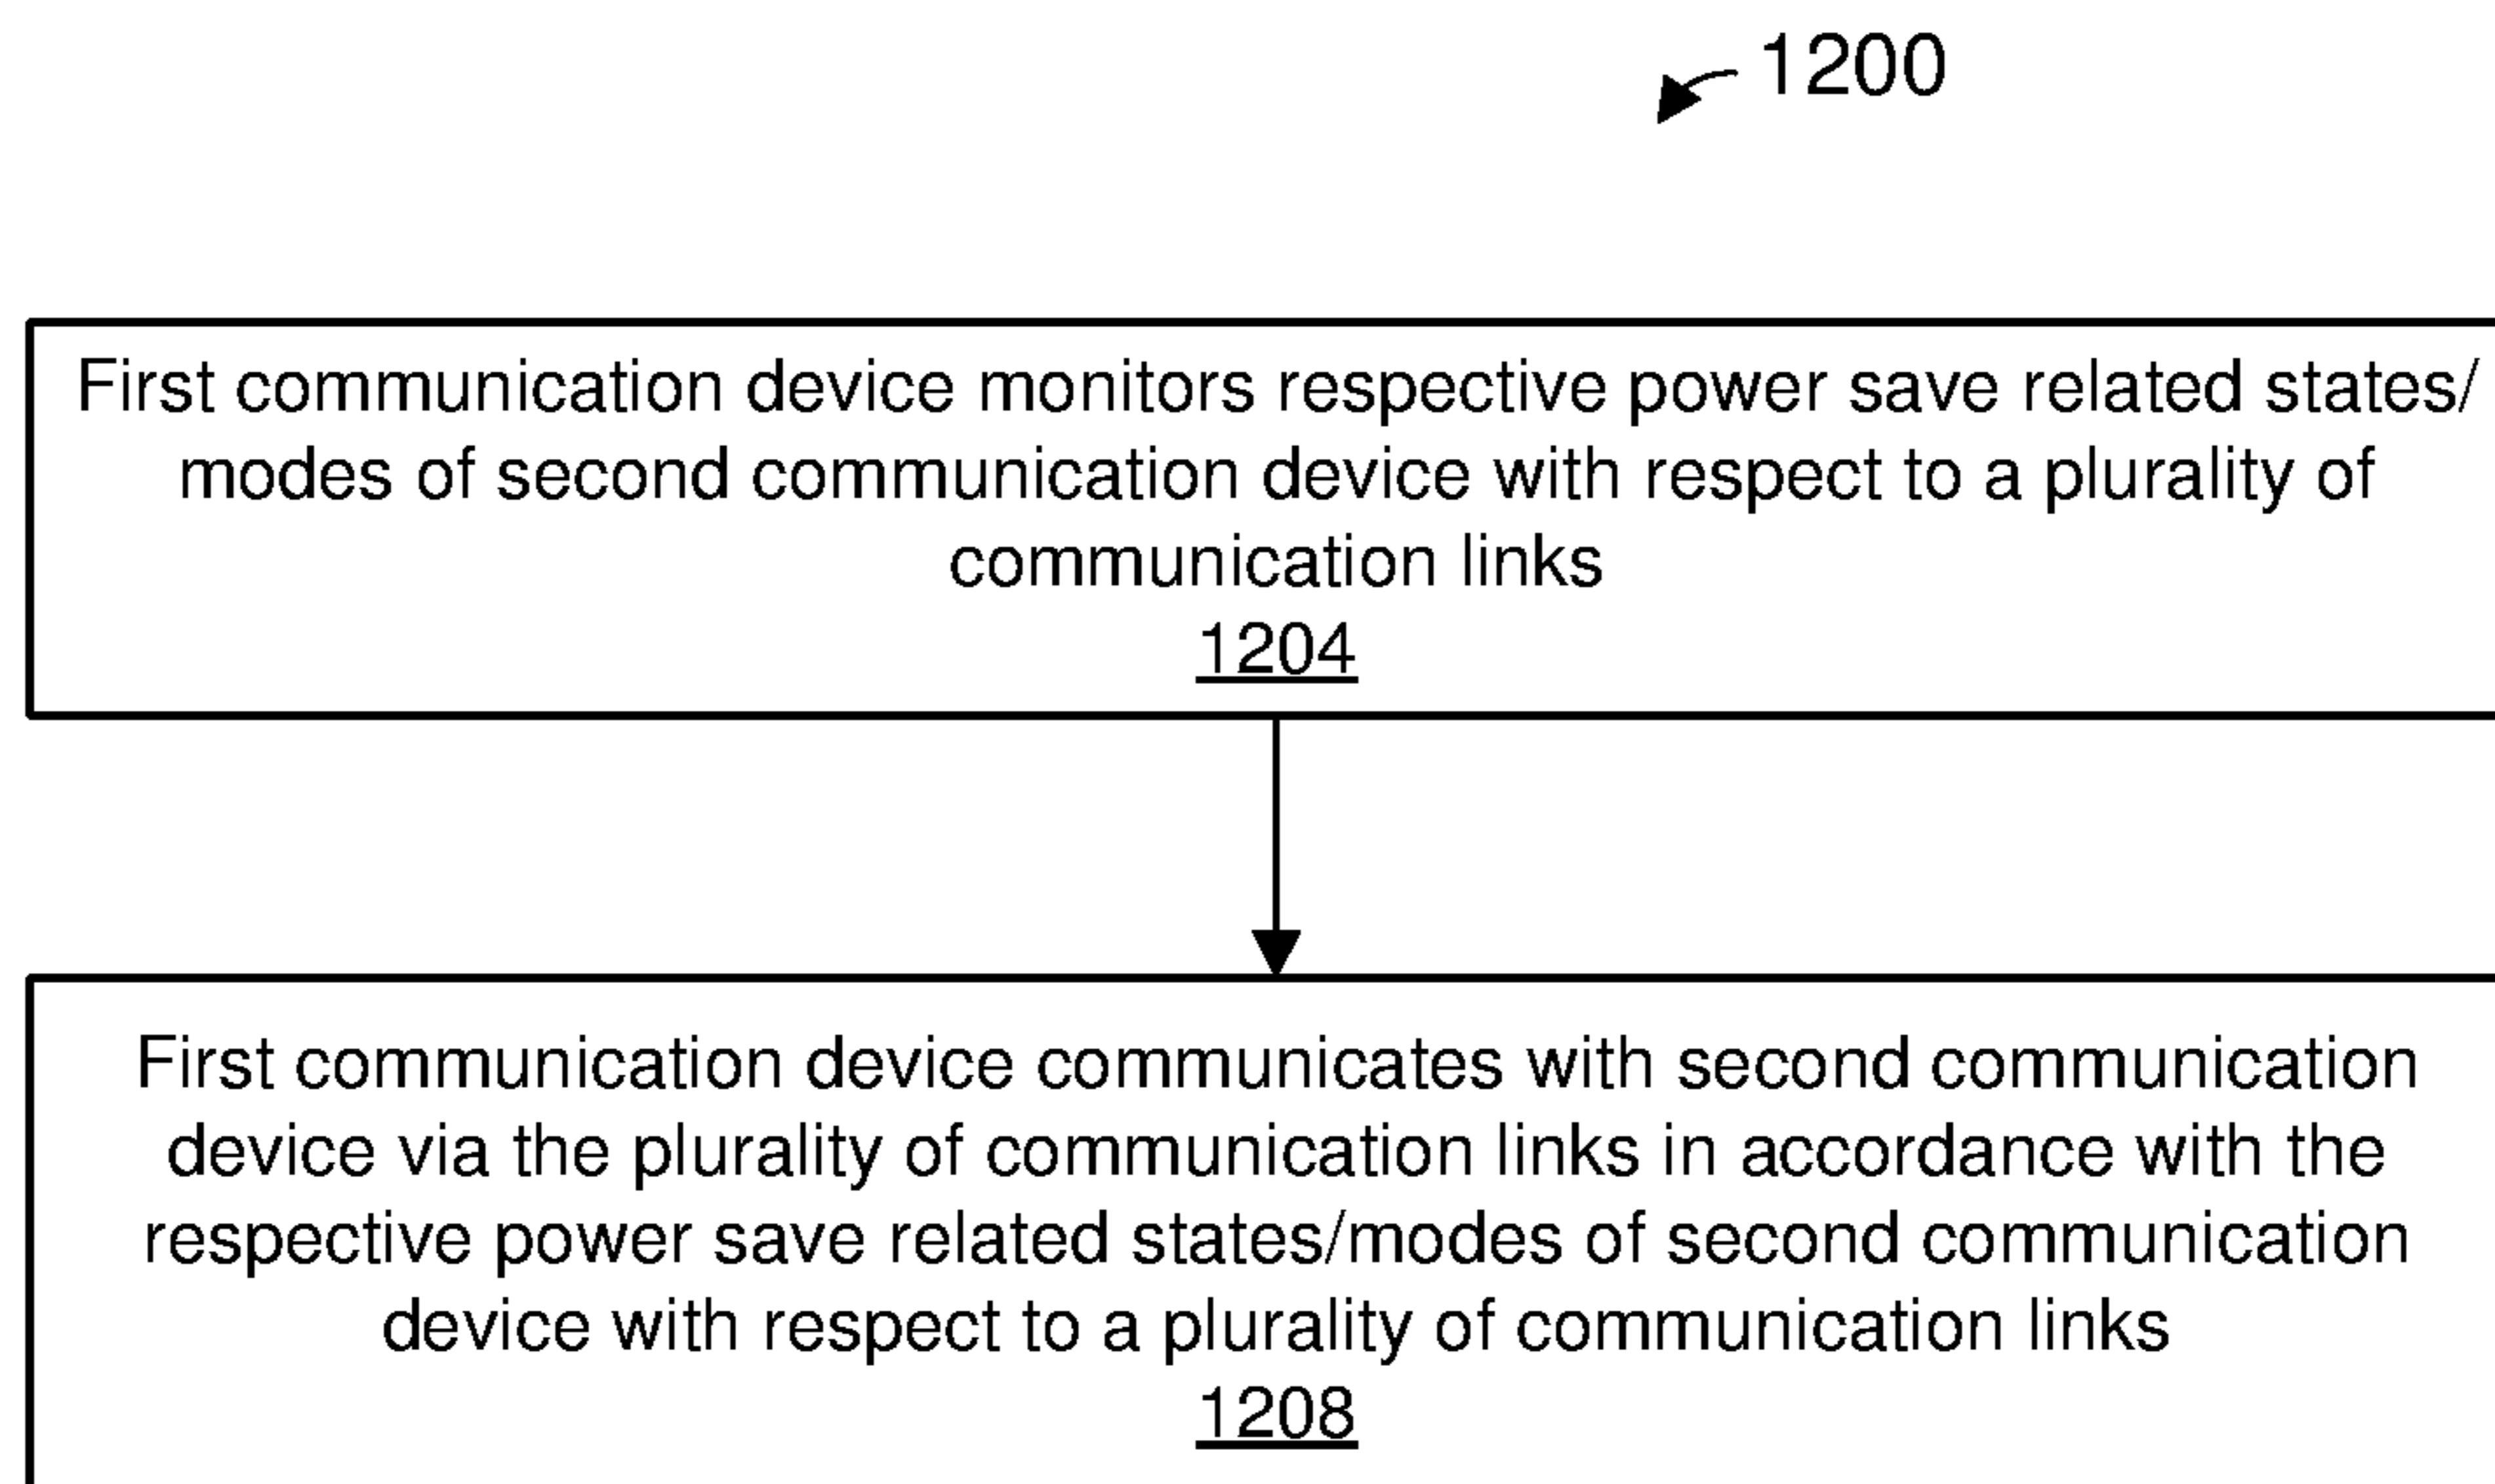 1200
First communication device monitors respective power save related states/
modes of second communication device with respect to a plurality of
communication links
1204
First communication device communicates with second communication
device via the plurality of communication links in accordance with the
respective power save related states/modes of second communication
device with respect to a plurality of communication links
1208